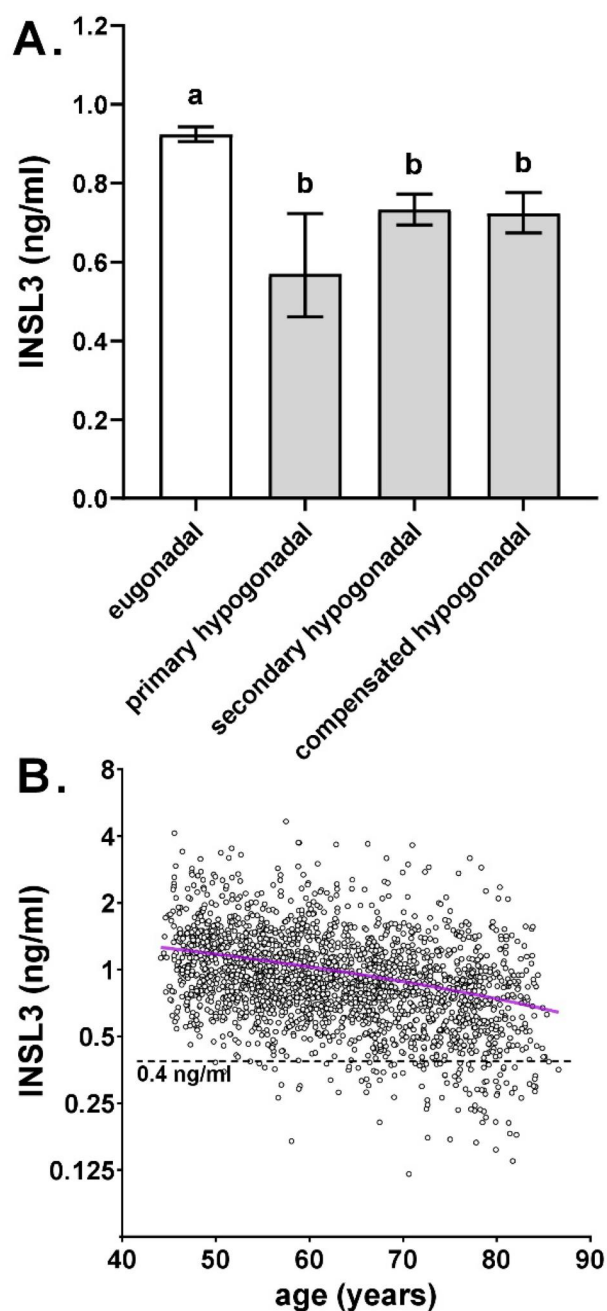 A.
INSL3 (ng/ml)
1.2
1.0
0.8
0.6
0.4
0.2
0.0
a
b
b
b
eugonadal
primary hypogonadal
secondary hypogonadal
compensated hypogonadal
B.
INSL3 (ng/ml)
8
4
2
1
0.5
0.25
0.125
0.4 ng/ml
40
50
60
70
80
90
age (years)